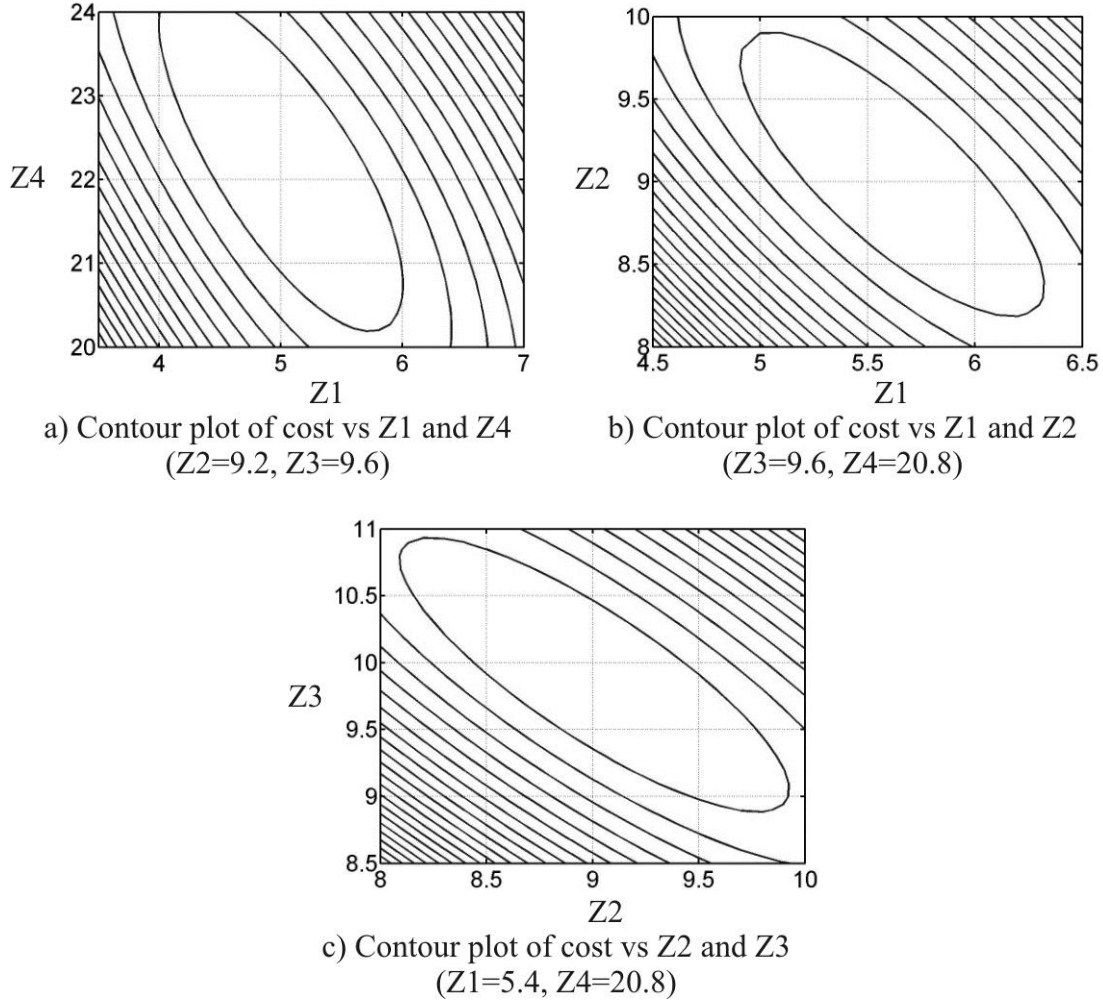 24
23
22
21
20
Z4
4
5
6
7
Z1
a) Contour plot of cost vs Z1 and Z4
(Z2=9.2, Z3=9.6)
10
9.5
9
8.5
8
Z2
4.5
5
5.5
6
6.5
Z1
b) Contour plot of cost vs Z1 and Z2
(Z3=9.6, Z4=20.8)
11
10.5
10
9.5
9
8.5
Z3
8
8.5
9
9.5
10
Z2
c) Contour plot of cost vs Z2 and Z3
(Z1=5.4, Z4=20.8)